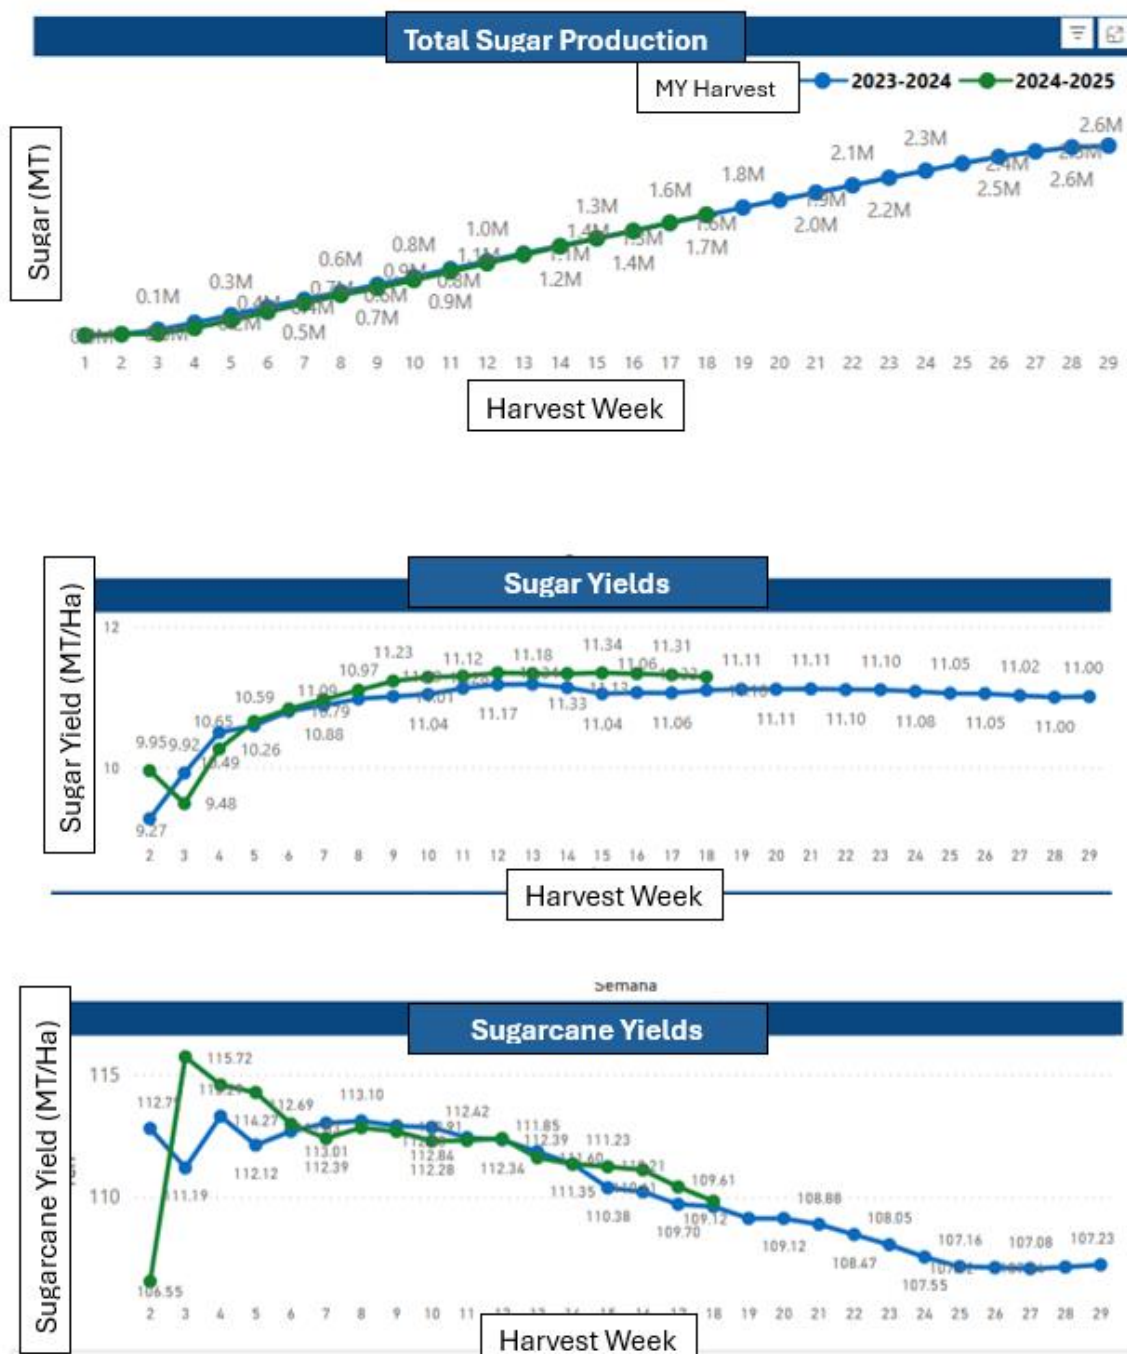 Total Sugar Production
MY Harvest 2023-2024 2024-2025
Sugar (MT)
0.1M 0.3M 0.6M 0.8M 1.0M 1.3M 1.6M 1.8M 2.1M 2.3M 2.6M
0.5M 0.7M 0.9M 1.2M 1.4M 1.7M 2.0M 2.2M 2.5M 2.6M
1 2 3 4 5 6 7 8 9 10 11 12 13 14 15 16 17 18 19 20 21 22 23 24 25 26 27 28 29
Harvest Week
Sugar Yields
Sugar Yield (MT/Ha)
12
10
9.95 9.92 10.65 10.59 11.09 10.97 11.23 11.12 11.18 11.34 11.06 11.31 11.11 11.11 11.10 11.05 11.02 11.00
9.27 9.48 10.26 10.88 11.04 11.17 11.33 11.04 11.06 11.11 11.10 11.08 11.05 11.00
2 3 4 5 6 7 8 9 10 11 12 13 14 15 16 17 18 19 20 21 22 23 24 25 26 27 28 29
Harvest Week
Semana
Sugarcane Yields
Sugarcane Yield (MT/Ha)
115
110
115.72 114.27 112.69 113.10 112.42 111.85 111.23 109.61 108.88 108.05 107.16 107.08 107.23
106.55 111.19 112.12 113.01 112.39 112.84 112.28 112.34 112.39 111.35 110.38 109.70 109.12 109.12 108.47 107.55
2 3 4 5 6 7 8 9 10 11 18 19 20 21 22 23 24 25 26 27 28 29
Harvest Week